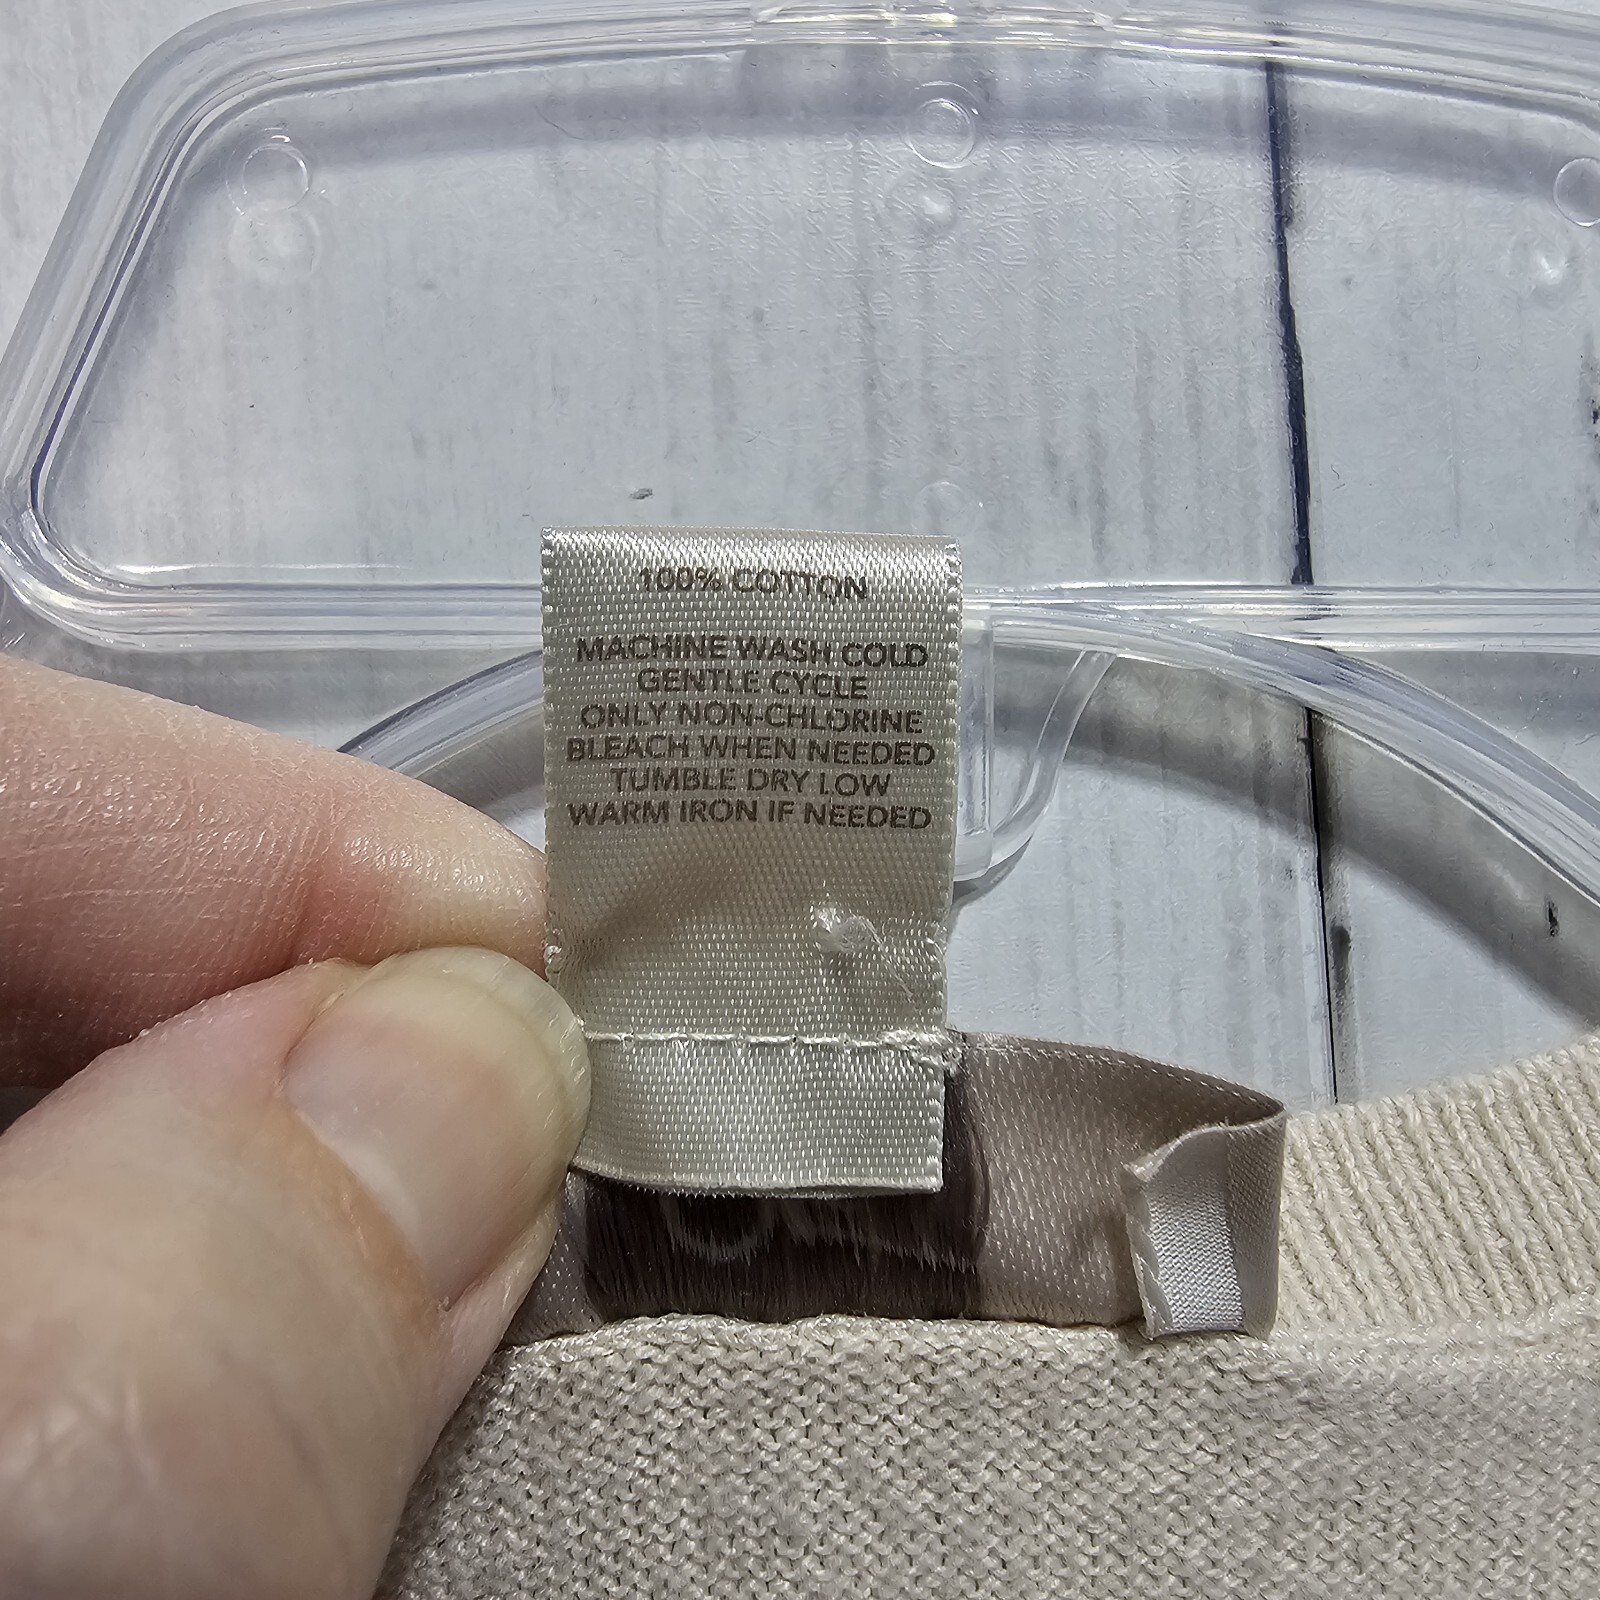 100% COTTON
MACHINE WASH COLD
GENTLE CYCLE
ONLY NON-CHLORINE
BLEACH WHEN NEEDED
TUMBLE DRY LOW
WARM IRON IF NEEDED